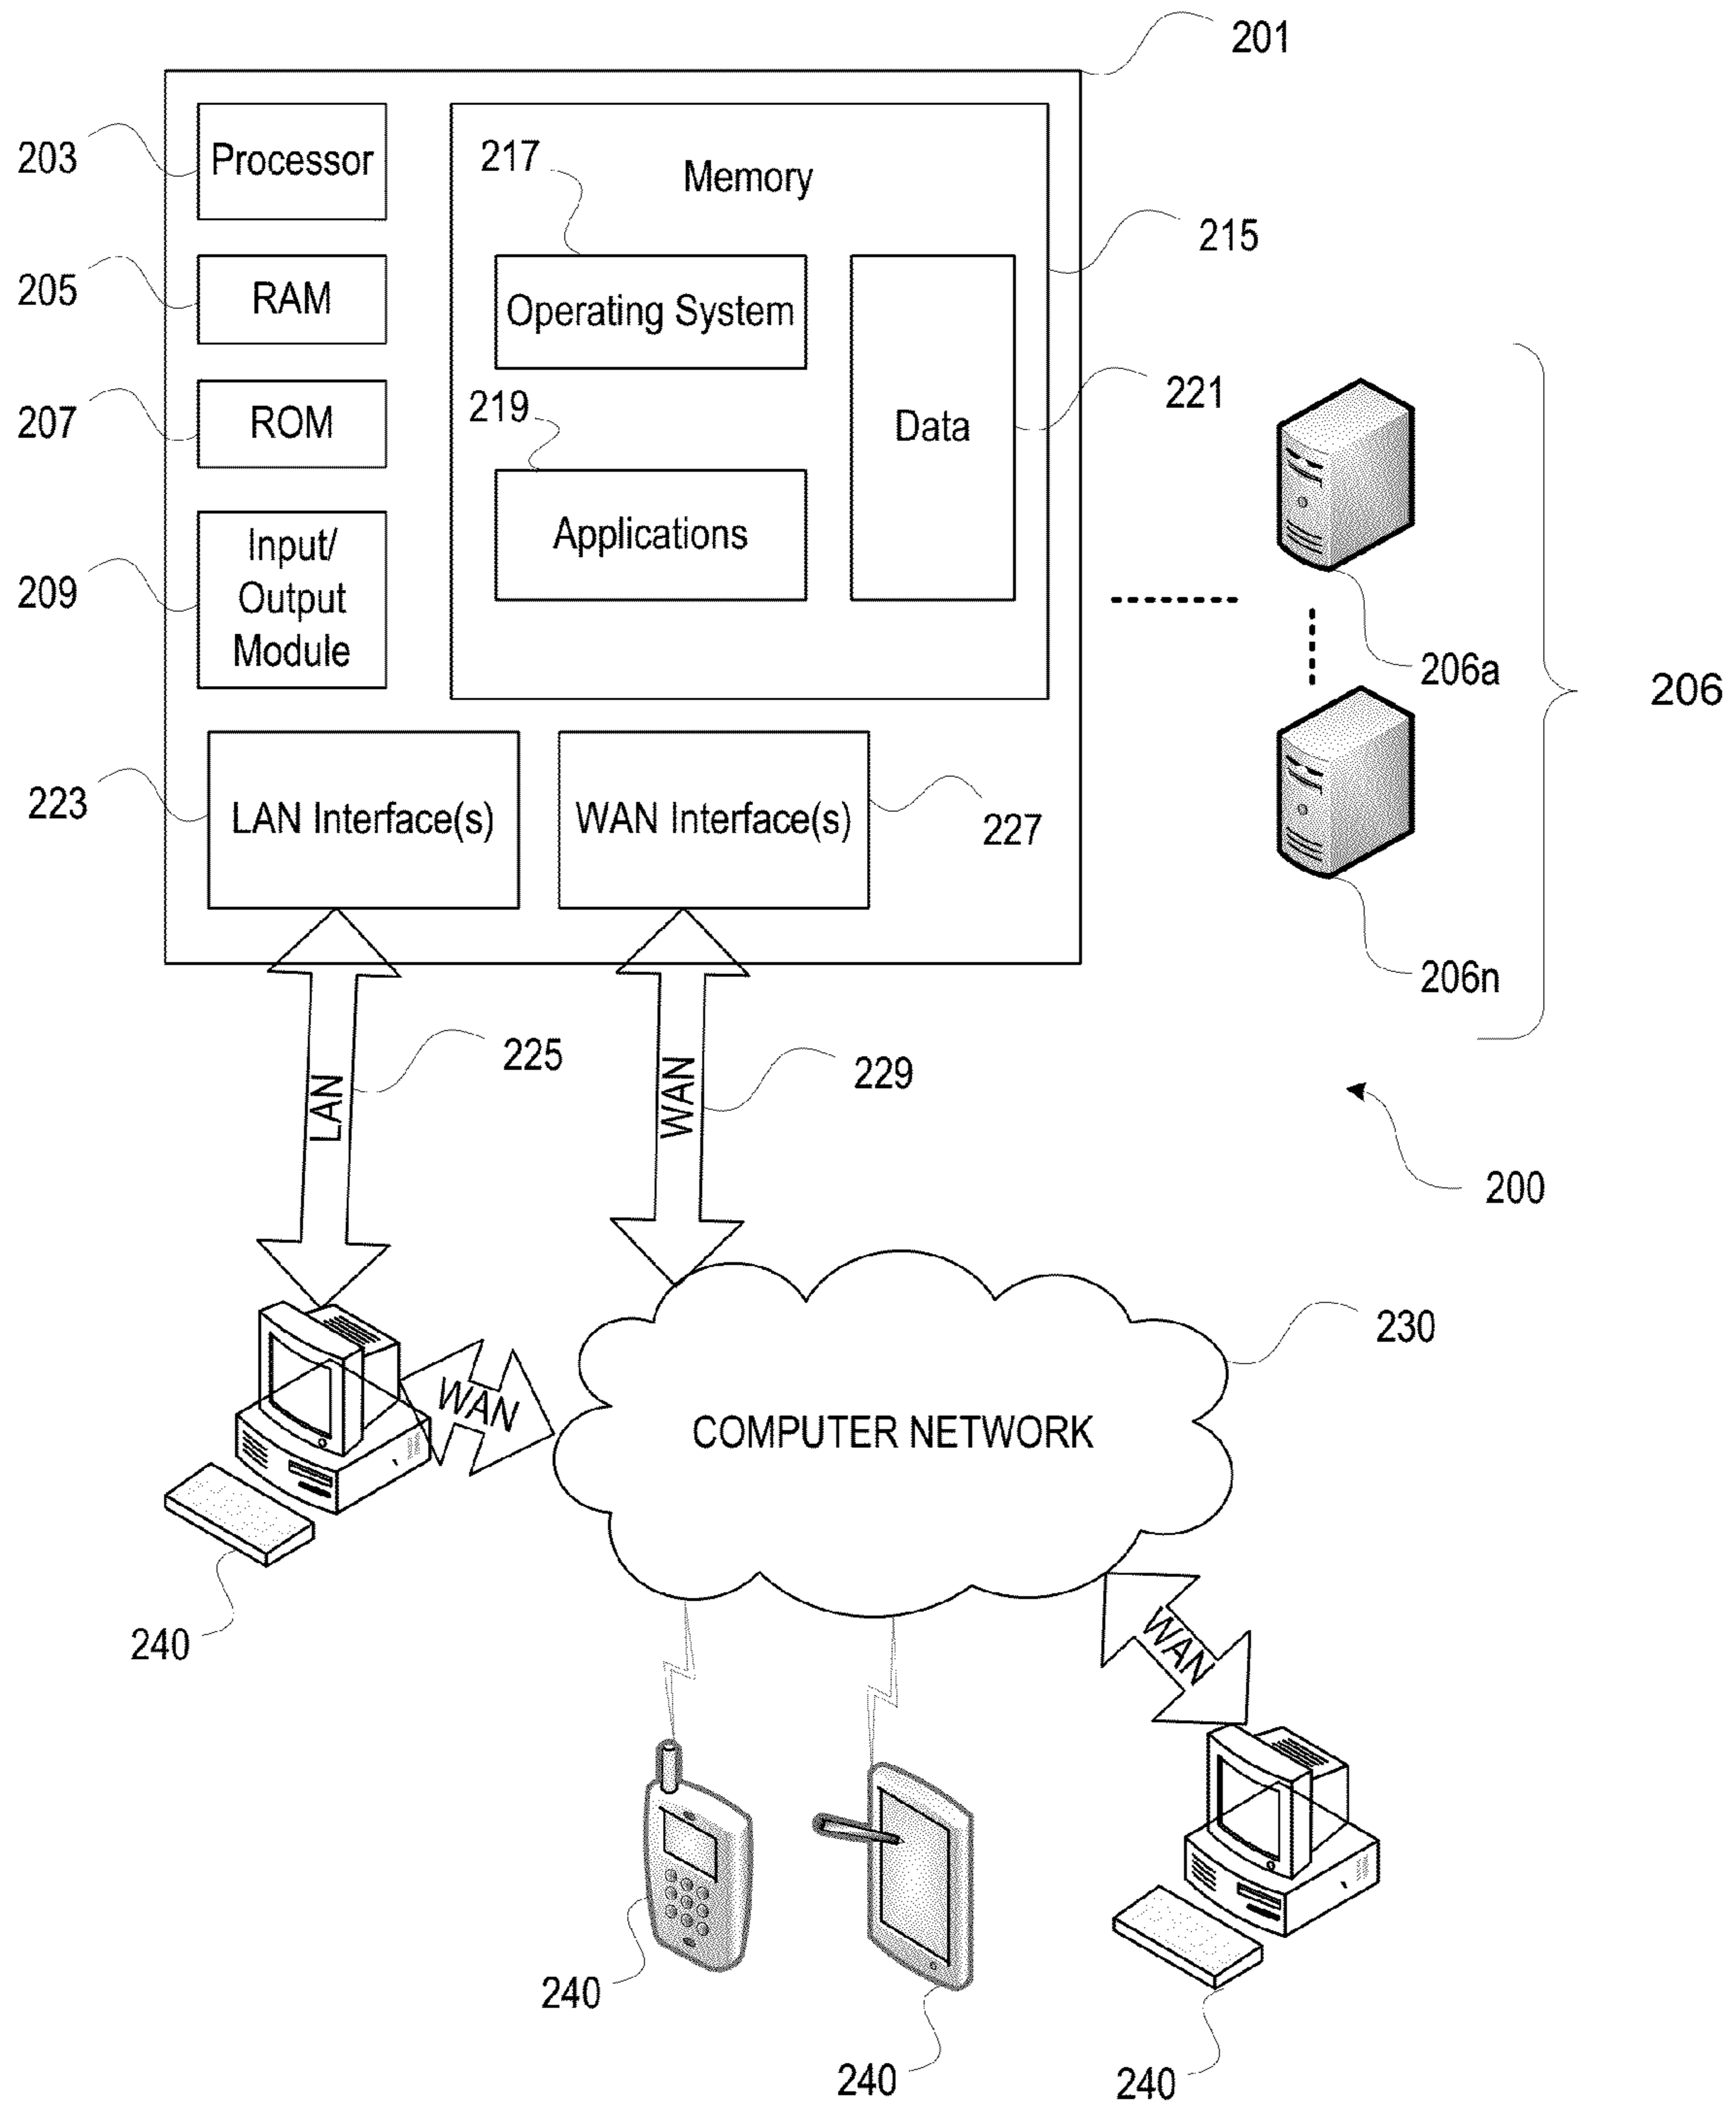 201
203
Processor
217
Memory
215
205
RAM
Operating System
221
207
ROM
219
Data
Applications
209
Input/
Output
Module
206a
206
223
LAN Interface(s)
WAN Interface(s)
227
206n
225
LAN
229
WAN
200
230
WAN
COMPUTER NETWORK
240
WAN
240
240
240